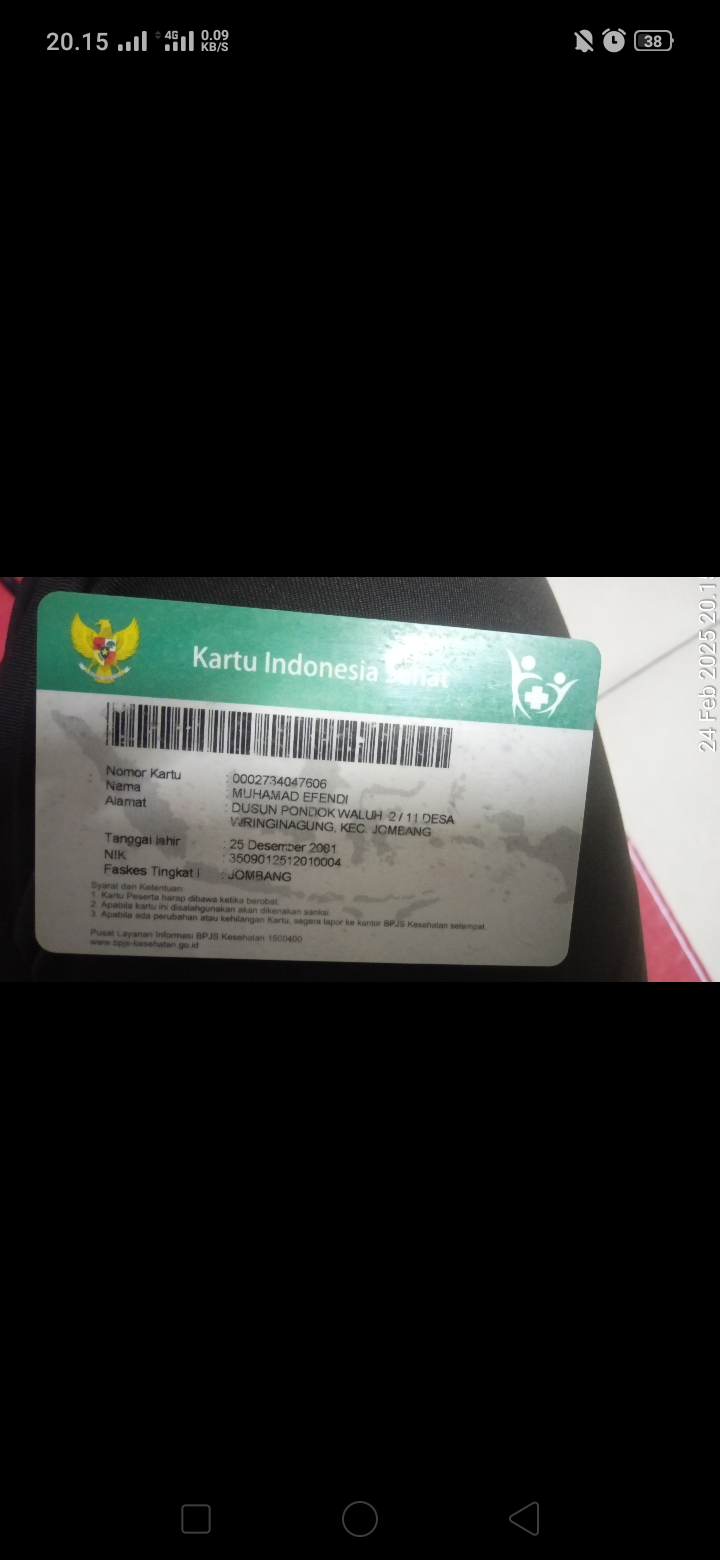 20.15 4G 0.09 KB/S 38
Kartu Indonesia
Nomor Kartu : 0002734047606
Nama : MUHAMAD EFENDI
Alamat : DUSUN PONDOK WALUH 2 / 11 DESA
WRINGINAGUNG, KEC. JOMBANG
Tanggal lahir : 25 Desember 2001
NIK : 3509012512010004
Faskes Tingkat I : JOMBANG
Syarat dan Ketentuan:
1. Kartu Peserta harap dibawa ketika berobat.
2. Apabila kartu ini disalahgunakan akan dikenakan sanksi.
3. Apabila ada perubahan atau kehilangan Kartu, segera lapor ke kantor BPJS Kesehatan setempat.
Pusat Layanan Informasi BPJS Kesehatan 1500400
www.bpjs-kesehatan.go.id
24 Feb 2025